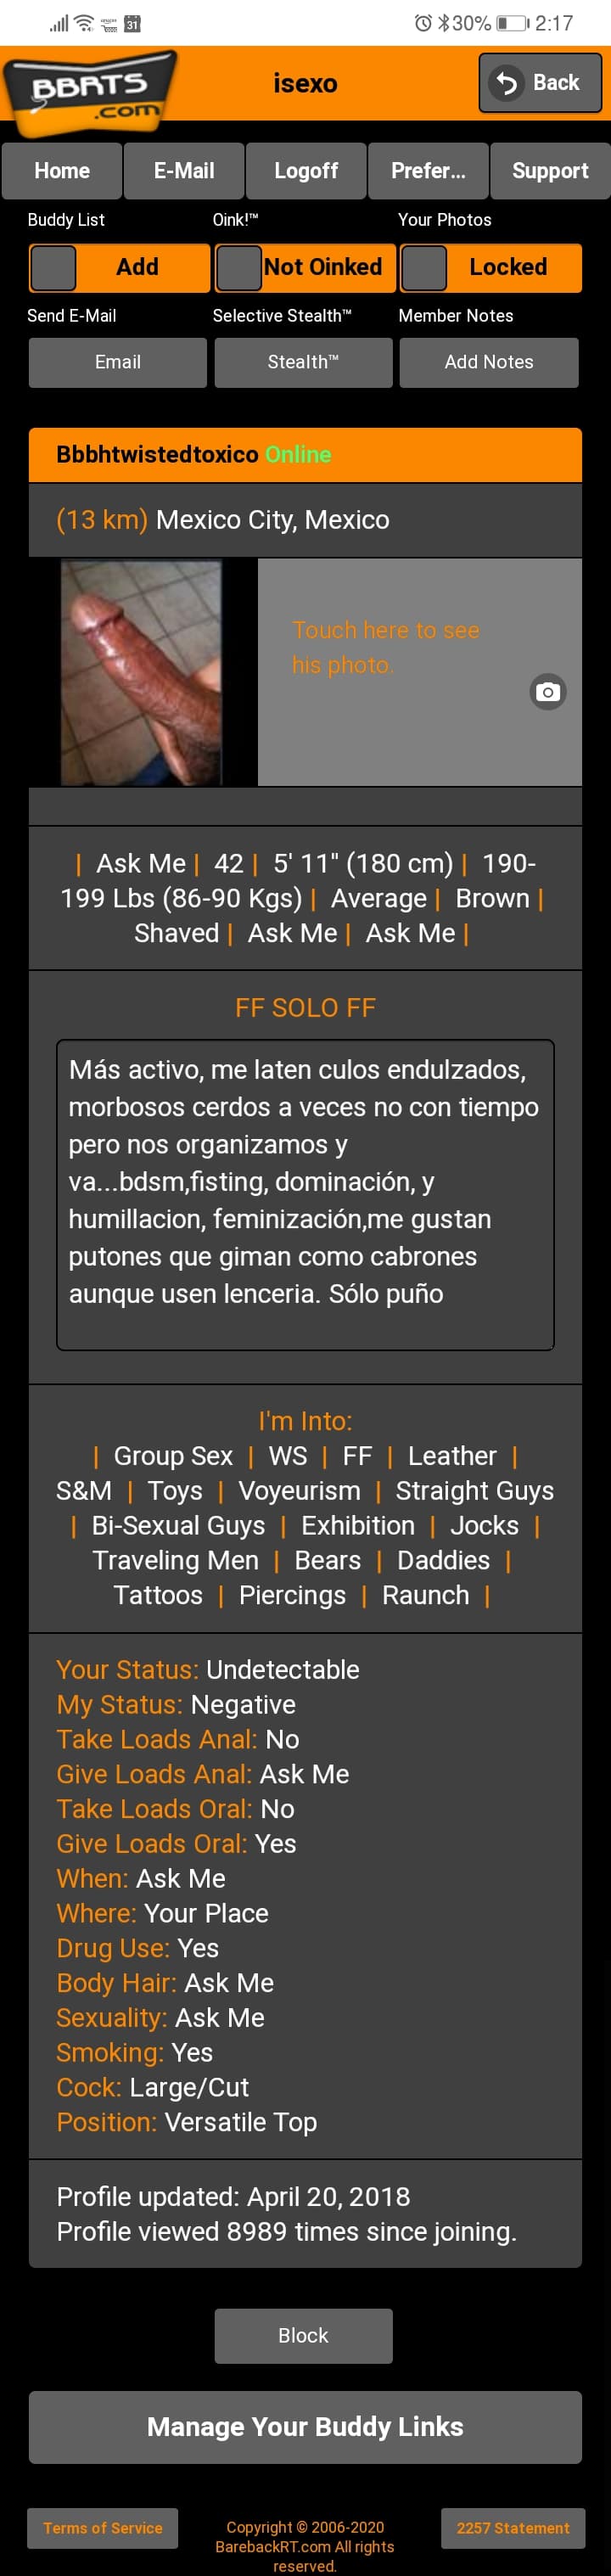 31
30%
2:17
BBRTS
.com
isexo
Back
Home
E-Mail
Logoff
Prefer...
Support
Buddy List
Oink!™
Your Photos
Add
Not Oinked
Locked
Send E-Mail
Selective Stealth™
Member Notes
Email
Stealth™
Add Notes
Bbbhtwistedtoxico Online
(13 km) Mexico City, Mexico
Touch here to see
his photo.
| Ask Me | 42 | 5' 11" (180 cm) | 190-
199 Lbs (86-90 Kgs) | Average | Brown |
Shaved | Ask Me | Ask Me |
FF SOLO FF
Más activo, me laten culos endulzados,
morbosos cerdos a veces no con tiempo
pero nos organizamos y
va...bdsm,fisting, dominación, y
humillacion, feminización,me gustan
putones que giman como cabrones
aunque usen lenceria. Sólo puño
I'm Into:
| Group Sex | WS | FF | Leather |
S&M | Toys | Voyeurism | Straight Guys
| Bi-Sexual Guys | Exhibition | Jocks |
Traveling Men | Bears | Daddies |
Tattoos | Piercings | Raunch |
Your Status: Undetectable
My Status: Negative
Take Loads Anal: No
Give Loads Anal: Ask Me
Take Loads Oral: No
Give Loads Oral: Yes
When: Ask Me
Where: Your Place
Drug Use: Yes
Body Hair: Ask Me
Sexuality: Ask Me
Smoking: Yes
Cock: Large/Cut
Position: Versatile Top
Profile updated: April 20, 2018
Profile viewed 8989 times since joining.
Block
Manage Your Buddy Links
Terms of Service
Copyright © 2006-2020
BarebackRT.com All rights
reserved.
2257 Statement